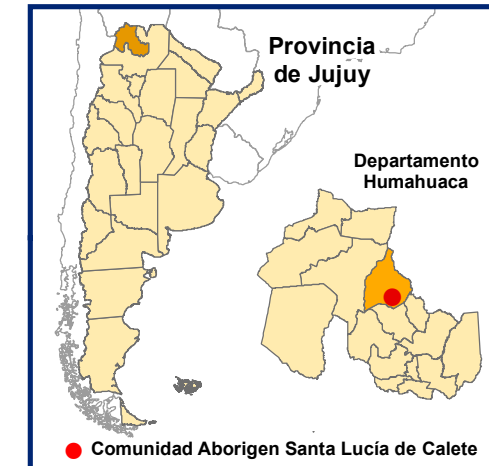 Provincia
de Jujuy
Departamento
Humahuaca
Comunidad Aborigen Santa Lucía de Calete